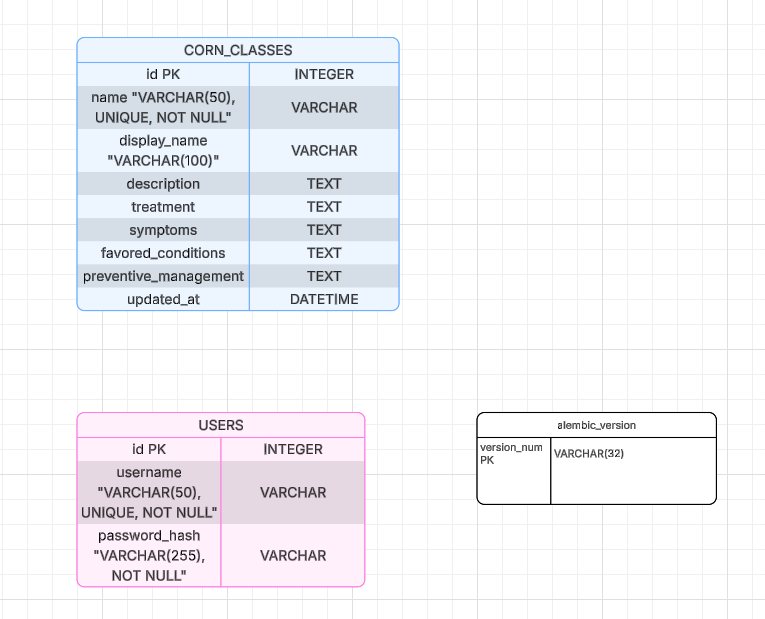 CORN_CLASSES
id PK INTEGER
name "VARCHAR(50),
UNIQUE, NOT NULL" VARCHAR
display_name
"VARCHAR(100)" VARCHAR
description TEXT
treatment TEXT
symptoms TEXT
favored_conditions TEXT
preventive_management TEXT
updated_at DATETIME
USERS
id PK INTEGER
username
"VARCHAR(50),
UNIQUE, NOT NULL" VARCHAR
password_hash
"VARCHAR(255),
NOT NULL" VARCHAR
alembic_version
version_num
PK VARCHAR(32)